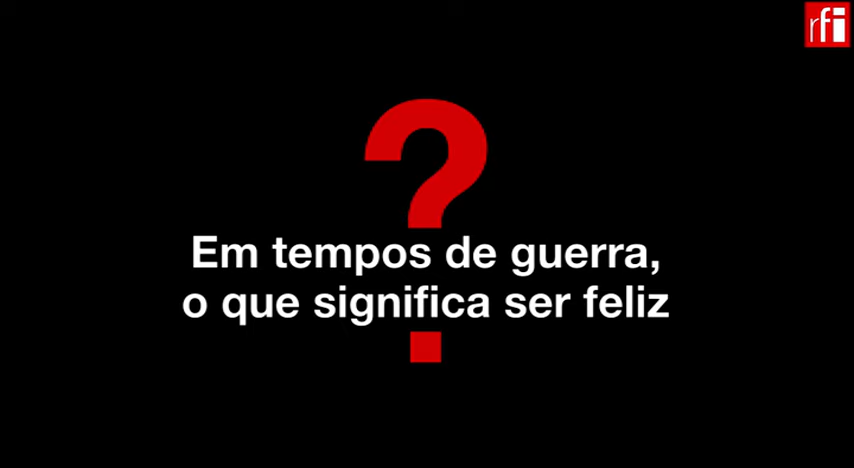 rfi
?
Em tempos de guerra,
o que significa ser feliz